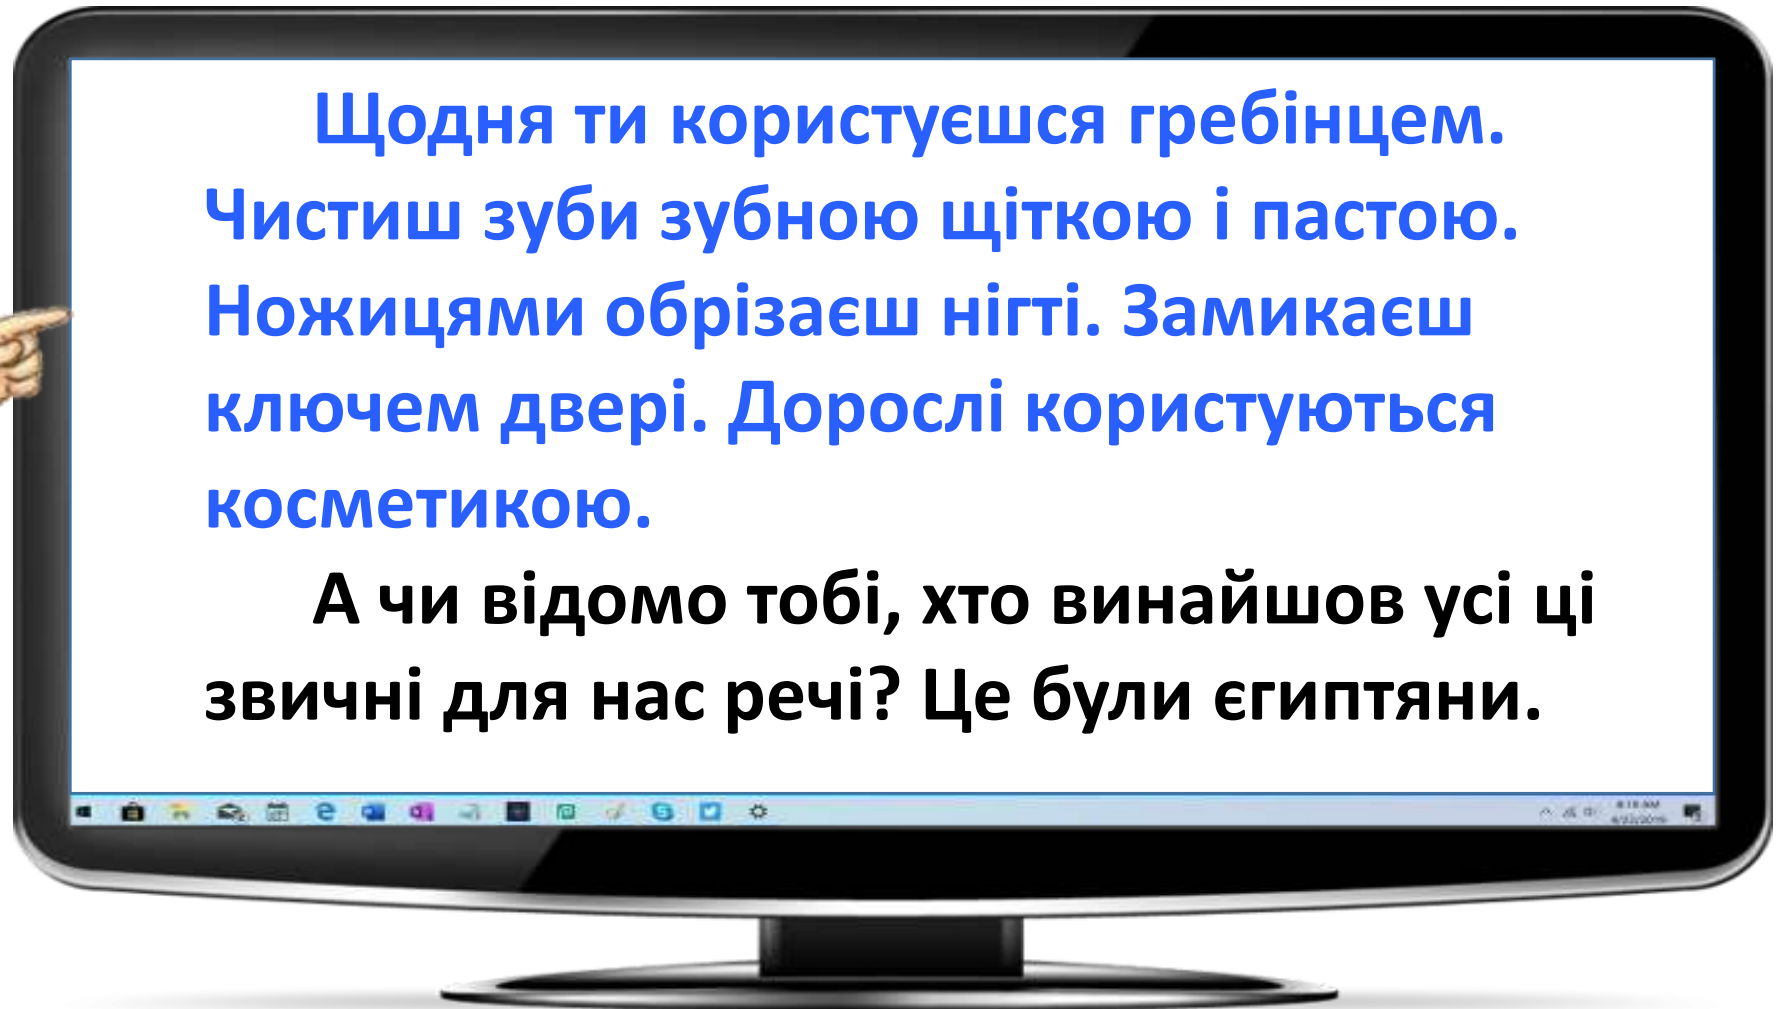 Щодня ти користуєшся гребінцем.
Чистиш зуби зубною щіткою і пастою.
Ножицями обрізаєш нігті. Замикаєш
ключем двері. Дорослі користуються
косметикою.
А чи відомо тобі, хто винайшов усі ці
звичні для нас речі? Це були єгиптяни.